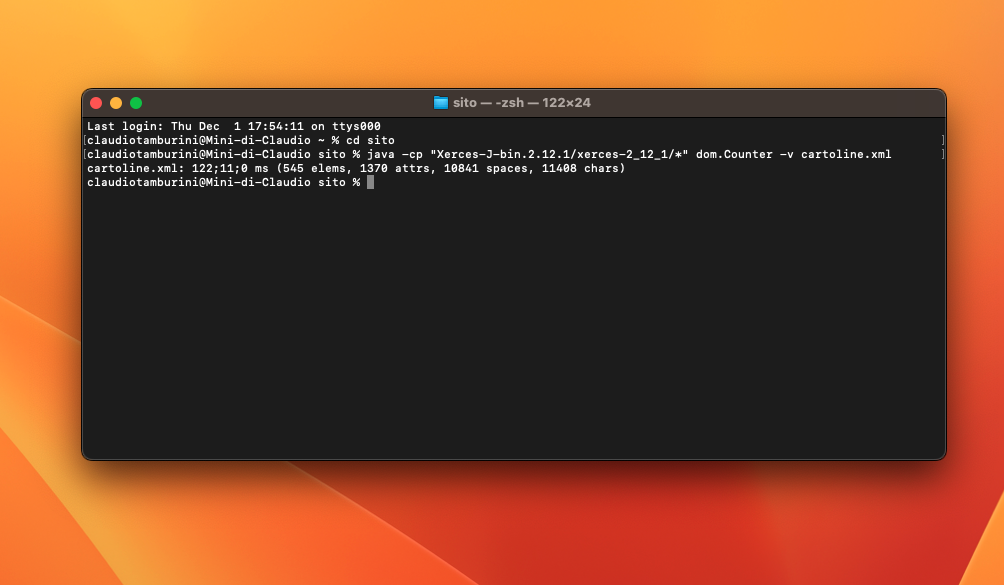 sito — -zsh — 122×24
Last login: Thu Dec  1 17:54:11 on ttys000
[claudiotamburini@Mini-di-Claudio ~ % cd sito ]
[claudiotamburini@Mini-di-Claudio sito % java -cp "Xerces-J-bin.2.12.1/xerces-2_12_1/*" dom.Counter -v cartoline.xml ]
cartoline.xml: 122;11;0 ms (545 elems, 1370 attrs, 10841 spaces, 11408 chars)
claudiotamburini@Mini-di-Claudio sito %